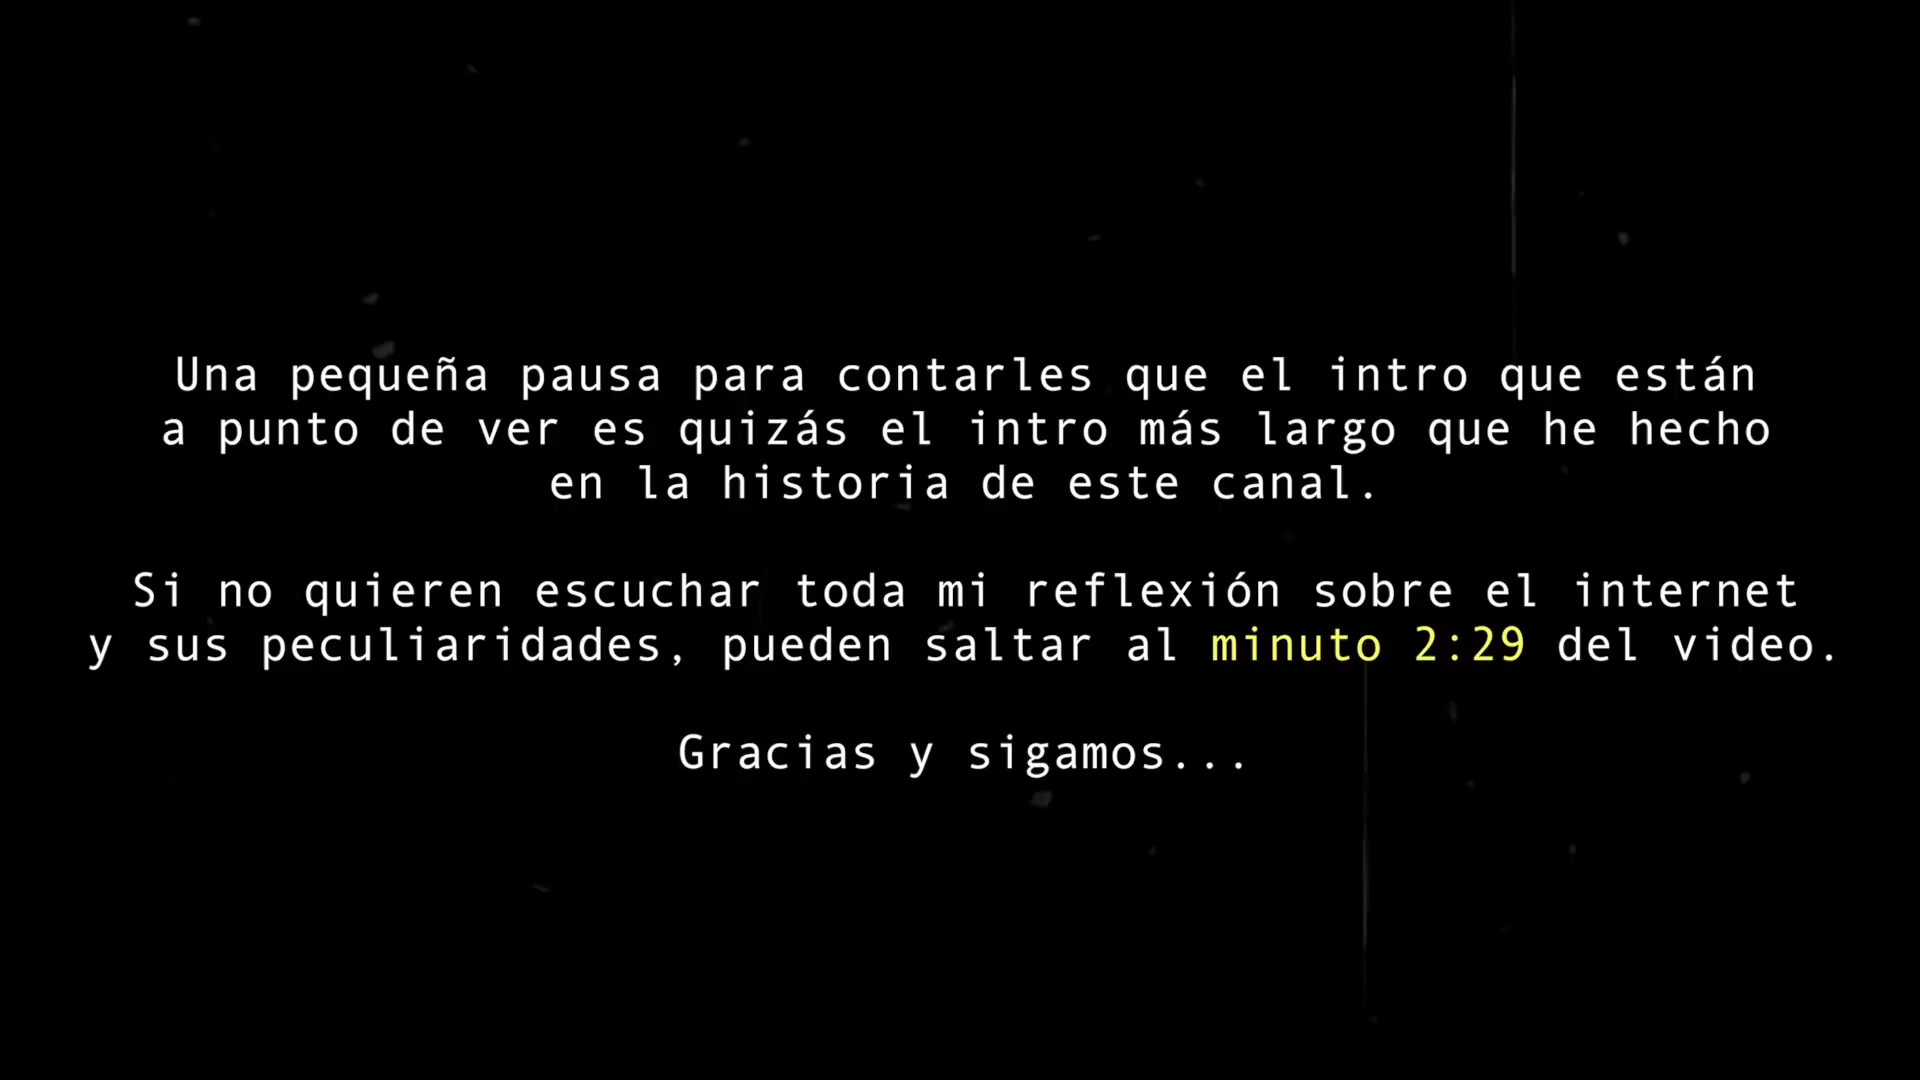 Una pequeña pausa para contarles que el intro que están
a punto de ver es quizás el intro más largo que he hecho
en la historia de este canal.
Si no quieren escuchar toda mi reflexión sobre el internet
y sus peculiaridades, pueden saltar al minuto 2:29 del video.
Gracias y sigamos...